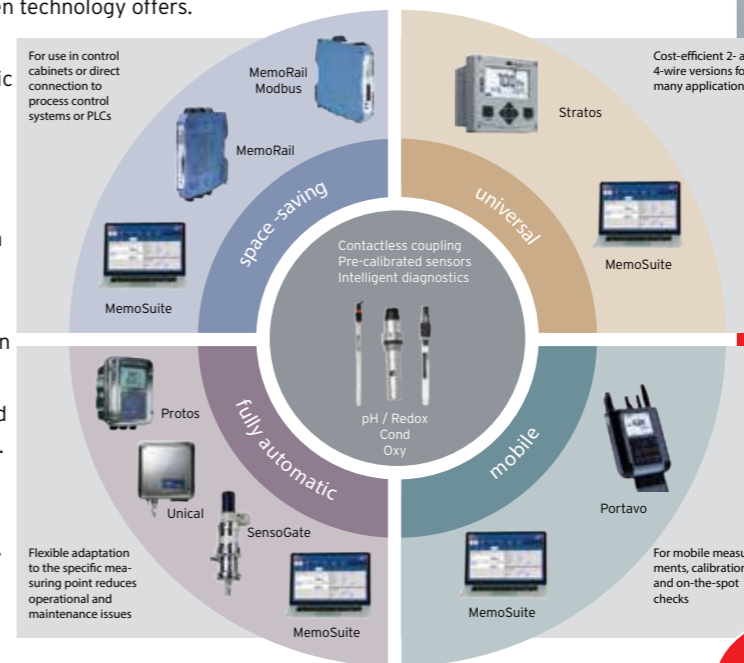 en technology offers.
ic
n
n
d
.
For use in control
cabinets or direct
connection to
process control
systems or PLCs
MemoRail
Modbus
MemoRail
MemoSuite
space -saving
Stratos
Cost-efficient 2- a
4-wire versions fo
many application
MemoSuite
universal
Contactless coupling
Pre-calibrated sensors
Intelligent diagnostics
pH / Redox
Cond
Oxy
Protos
Unical
SensoGate
MemoSuite
fully automatic
Flexible adaptation
to the specific mea-
suring point reduces
operational and
maintenance issues
mobile
Portavo
MemoSuite
For mobile measu
ments, calibration
and on-the-spot
checks